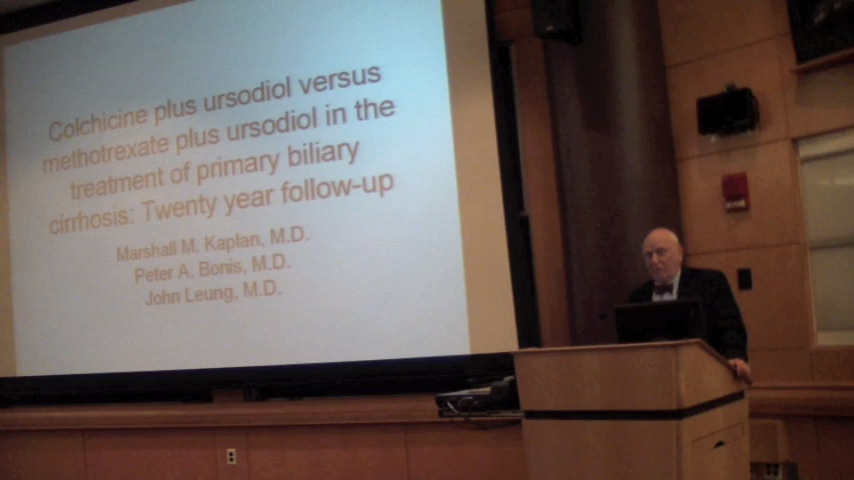 Colchicine plus ursodiol versus
methotrexate plus ursodiol in the
treatment of primary biliary
cirrhosis: Twenty year follow-up
Marshall M. Kaplan, M.D.
Peter A. Bonis, M.D.
John Leung, M.D.